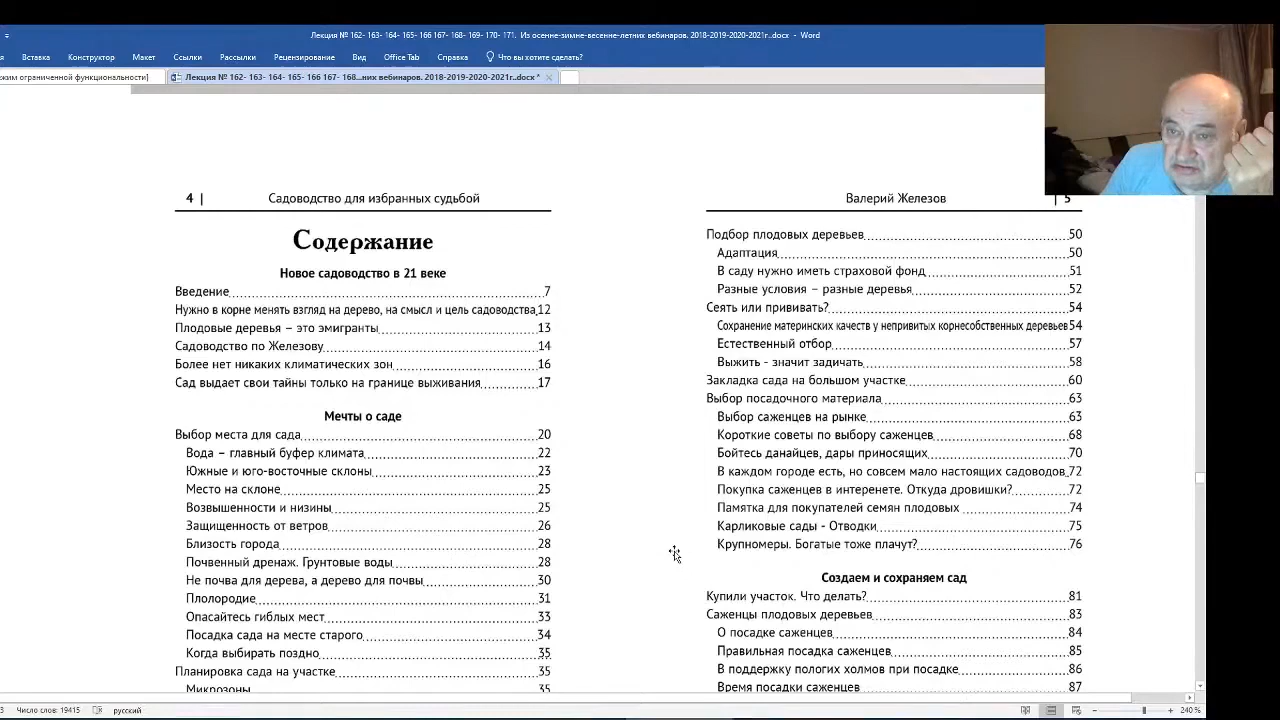 Лекция № 162- 163- 164- 165- 166 167- 168- 169- 170- 171. Из осенне-зимне-весенне-летних вебинаров. 2018-2019-2020-2021г..docx - Word
Вставка Конструктор Макет Ссылки Рассылки Рецензирование Вид Office Tab Справка Что вы хотите сделать?
жим ограниченной функциональности] Лекция № 162- 163- 164- 165- 166 167- 168...них вебинаров. 2018-2019-2020-2021г..docx *
4 | Садоводство для избранных судьбой
Содержание
Новое садоводство в 21 веке
Введение 7
Нужно в корне менять взгляд на дерево, на смысл и цель садоводства 12
Плодовые деревья – это эмигранты 13
Садоводство по Железову 14
Более нет никаких климатических зон 16
Сад выдает свои тайны только на границе выживания 17
Мечты о саде
Выбор места для сада 20
Вода – главный буфер климата 22
Южные и юго-восточные склоны 23
Место на склоне 25
Возвышенности и низины 25
Защищенность от ветров 26
Близость города 28
Почвенный дренаж. Грунтовые воды 28
Не почва для дерева, а дерево для почвы 30
Плолородие 31
Опасайтесь гиблых мест 33
Посадка сада на месте старого 34
Когда выбирать поздно 35
Планировка сада на участке 35
Микрозоны 35
Валерий Железов | 5
Подбор плодовых деревьев 50
Адаптация 50
В саду нужно иметь страховой фонд 51
Разные условия – разные деревья 52
Сеять или прививать? 54
Сохранение материнских качеств у непривитых корнесобственных деревьев 54
Естественный отбор 57
Выжить - значит задичать 58
Закладка сада на большом участке 60
Выбор посадочного материала 63
Выбор саженцев на рынке 63
Короткие советы по выбору саженцев 68
Бойтесь данайцев, дары приносящих 70
В каждом городе есть, но совсем мало настоящих садоводов 72
Покупка саженцев в интеренете. Откуда дровишки? 72
Памятка для покупателей семян плодовых 74
Карликовые сады - Отводки 75
Крупномеры. Богатые тоже плачут? 76
Создаем и сохраняем сад
Купили участок. Что делать? 81
Саженцы плодовых деревьев 83
О посадке саженцев 84
Правильная посадка саженцев 85
В поддержку пологих холмов при посадке 86
Время посадки саженцев 87
3 Число слов: 19415 русский 240 %